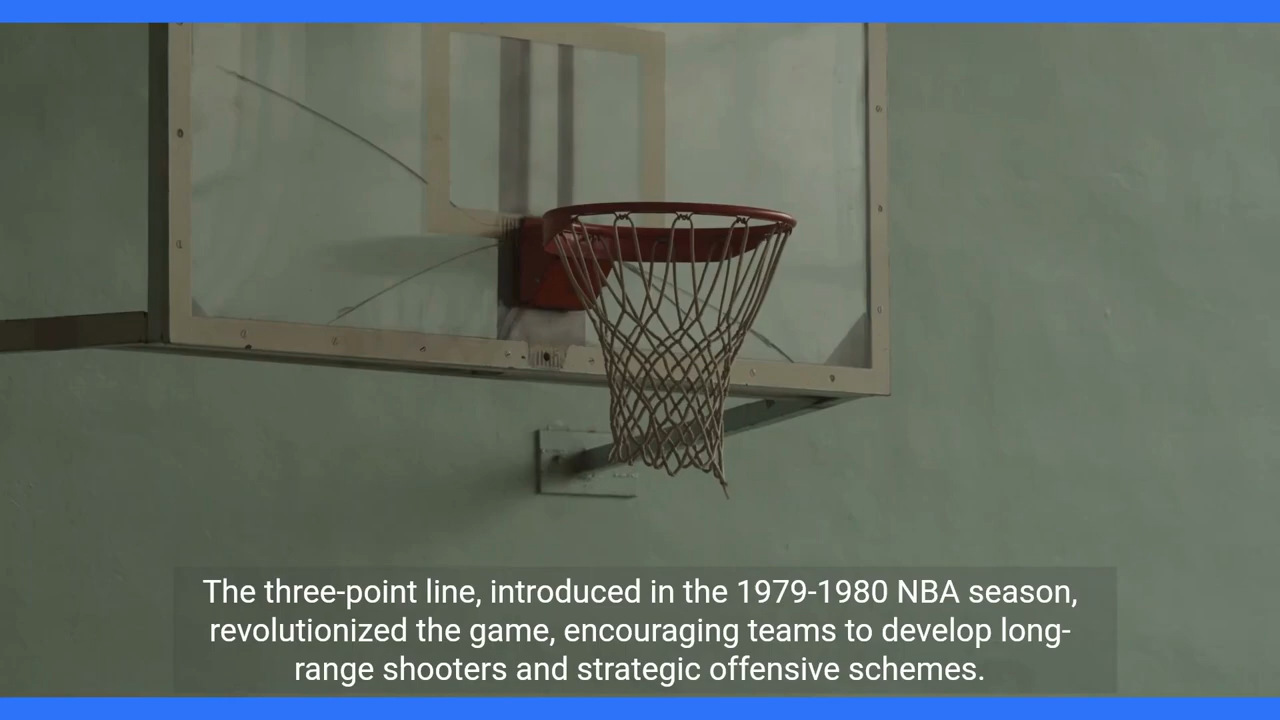 The three-point line, introduced in the 1979-1980 NBA season,
revolutionized the game, encouraging teams to develop long-
range shooters and strategic offensive schemes.